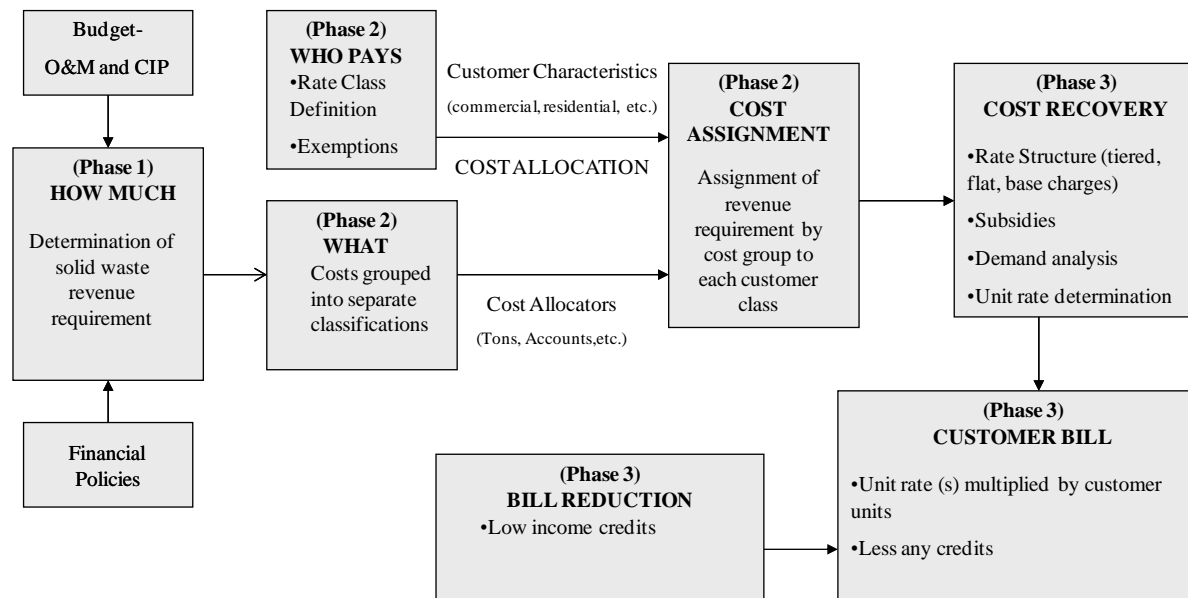 Budget-
O&M and CIP
(Phase 1)
HOW MUCH
Determination of
solid waste
revenue
requirement
Financial
Policies
(Phase 2)
WHO PAYS
•Rate Class
Definition
•Exemptions
(Phase 2)
WHAT
Costs grouped
into separate
classifications
Customer Characteristics
(commercial, residential, etc.)
COST ALLOCATION
Cost Allocators
(Tons, Accounts,etc.)
(Phase 2)
COST
ASSIGNMENT
Assignment of
revenue
requirement by
cost group to
each customer
class
(Phase 3)
COST RECOVERY
•Rate Structure (tiered,
flat, base charges)
•Subsidies
•Demand analysis
•Unit rate determination
(Phase 3)
BILL REDUCTION
•Low income credits
(Phase 3)
CUSTOMER BILL
•Unit rate (s) multiplied by customer
units
•Less any credits